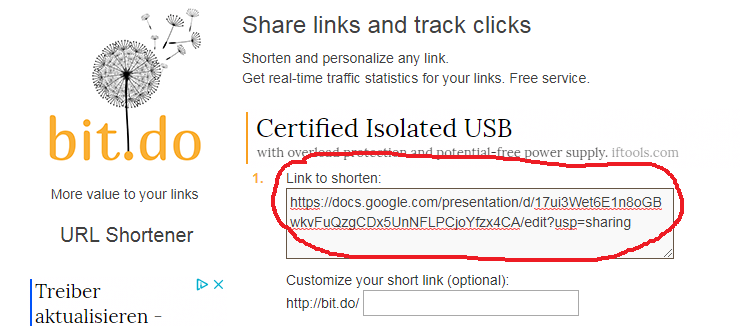 bit.do
More value to your links
URL Shortener
Treiber
aktualisieren -
Share links and track clicks
Shorten and personalize any link.
Get real-time traffic statistics for your links. Free service.
Certified Isolated USB
with overload protection and potential-free power supply. iftools.com
1. Link to shorten:
https://docs.google.com/presentation/d/17ui3Wet6E1n8oGB
wkvFuQzgCDx5UnNFLPCjoYfzx4CA/edit?usp=sharing
Customize your short link (optional):
http://bit.do/